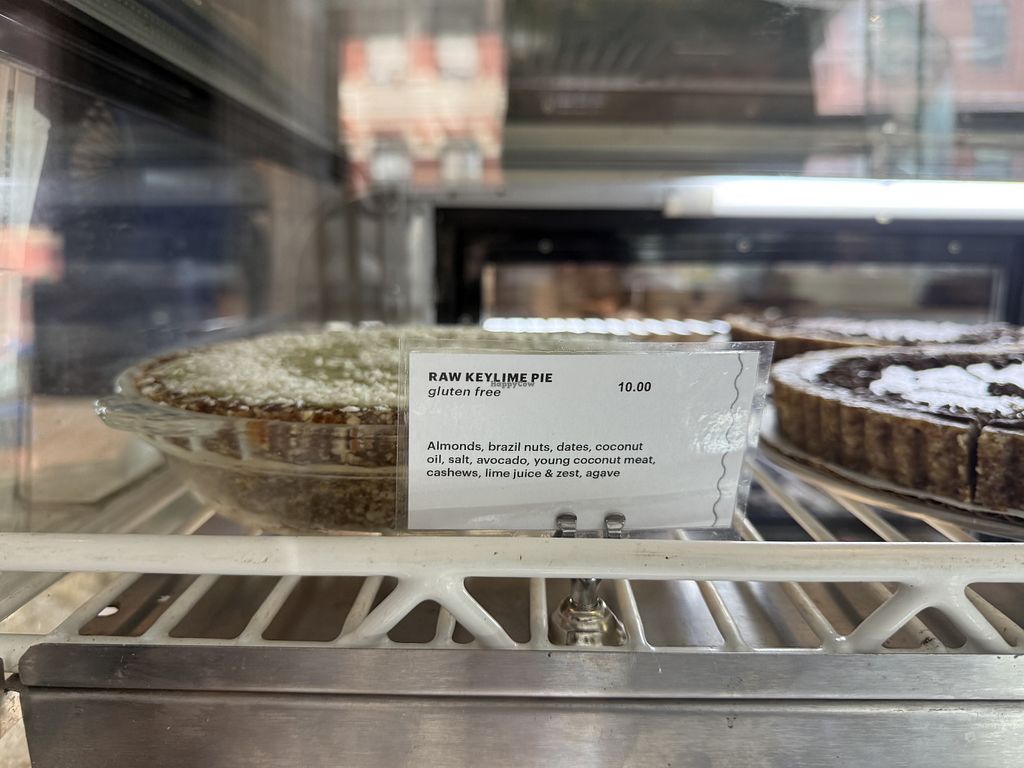 RAW KEYLIME PIE
10.00
gluten free
HappyCow
Almonds, brazil nuts, dates, coconut
oil, salt, avocado, young coconut meat,
cashews, lime juice & zest, agave